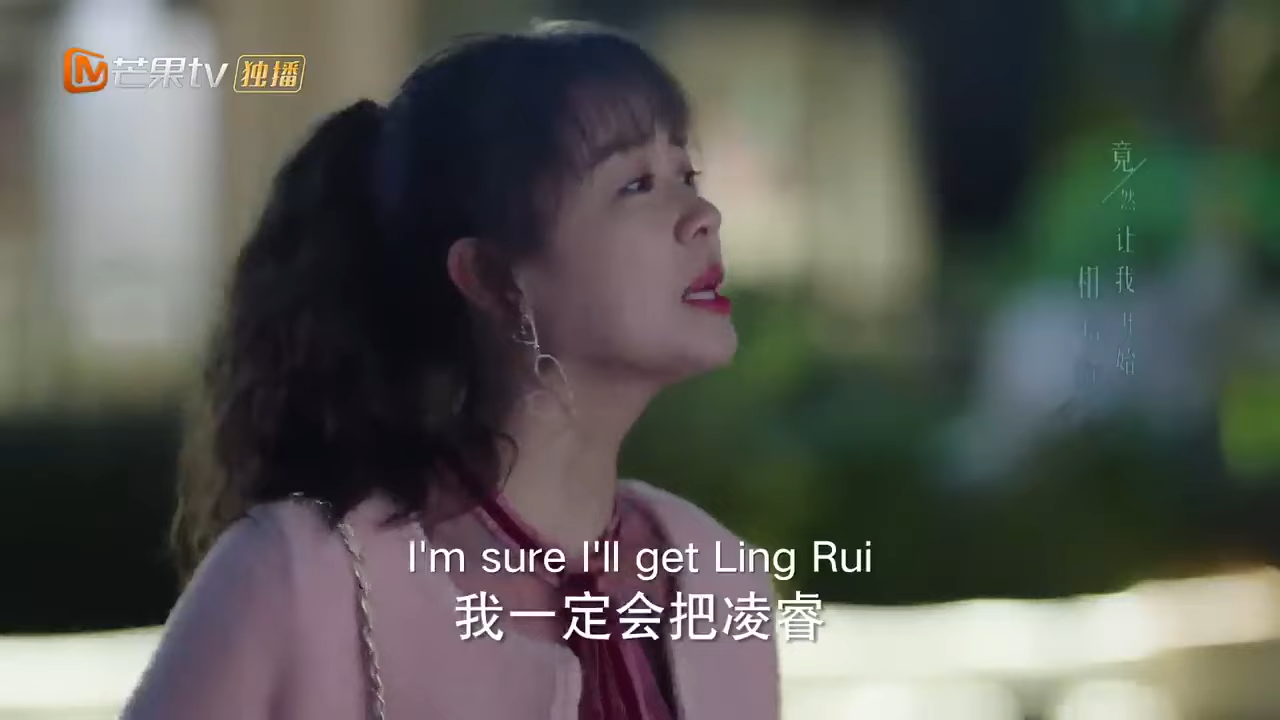 芒果tv 独播
竟然让我开始
相
I'm sure I'll get Ling Rui
我一定会把凌睿